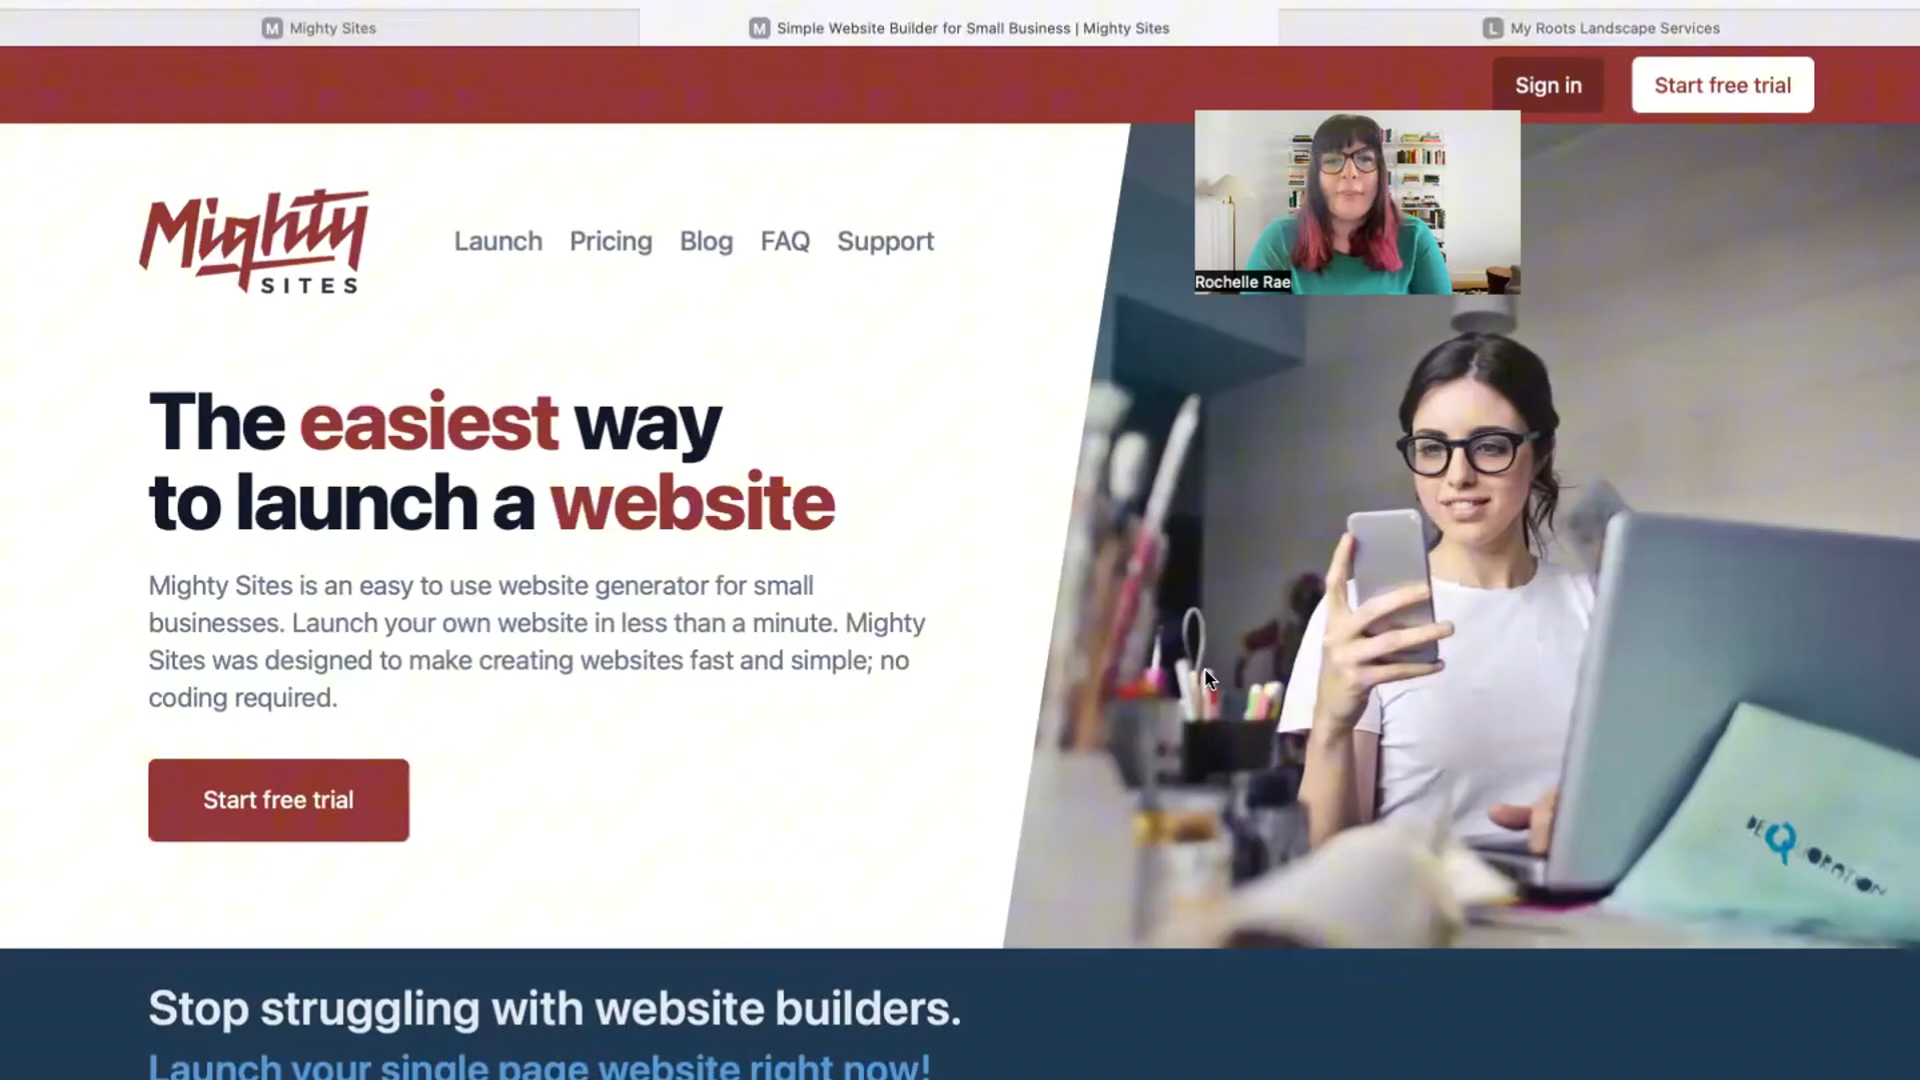 M Mighty Sites
M Simple Website Builder for Small Business | Mighty Sites
L My Roots Landscape Services
Sign in
Start free trial
Rochelle Rae
Mighty
SITES
Launch Pricing Blog FAQ Support
The easiest way
to launch a website
Mighty Sites is an easy to use website generator for small
businesses. Launch your own website in less than a minute. Mighty
Sites was designed to make creating websites fast and simple; no
coding required.
Start free trial
DEQUORATION
Stop struggling with website builders.
Launch your single page website right now!